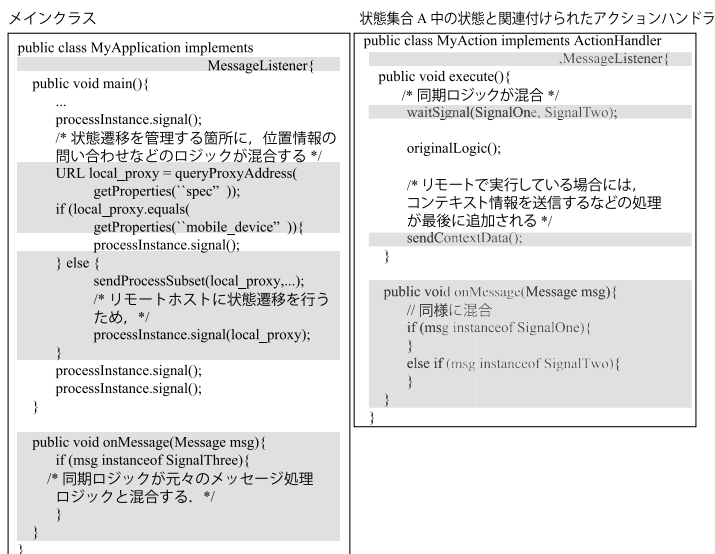 メインクラス
public class MyApplication implements
MessageListener{
public void main(){
...
processInstance.signal();
/* 状態遷移を管理する箇所に，位置情報の
問い合わせなどのロジックが混合する */
URL local_proxy = queryProxyAddress(
getProperties(``spec” ));
if (local_proxy.equals(
getProperties(``mobile_device” )){
processInstance.signal();
} else {
sendProcessSubset(local_proxy,...);
/* リモートホストに状態遷移を行う
ため． */
processInstance.signal(local_proxy);
}
processInstance.signal();
processInstance.signal();
}
public void onMessage(Message msg){
if (msg instanceof SignalThree){
/* 同期ロジックが元々のメッセージ処理
ロジックと混合する．*/
}
}
}
状態集合 A 中の状態と関連付けられたアクションハンドラ
public class MyAction implements ActionHandler
,MessageListener{
public void execute(){
/* 同期ロジックが混合 */
waitSignal(SignalOne, SignalTwo);
originalLogic();
/* リモートで実行している場合には，
コンテキスト情報を送信するなどの処理
が最後に追加される */
sendContextData();
}
public void onMessage(Message msg){
// 同様に混合
if (msg instanceof SignalOne){
}
else if (msg instanceof SignalTwo){
}
}
}